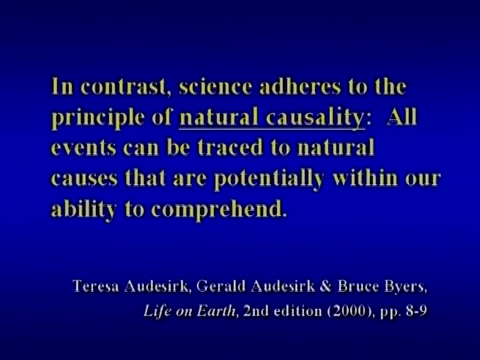 In contrast, science adheres to the
principle of natural causality:  All
events can be traced to natural
causes that are potentially within our
ability to comprehend.
Teresa Audesirk, Gerald Audesirk & Bruce Byers,
Life on Earth, 2nd edition (2000), pp. 8-9